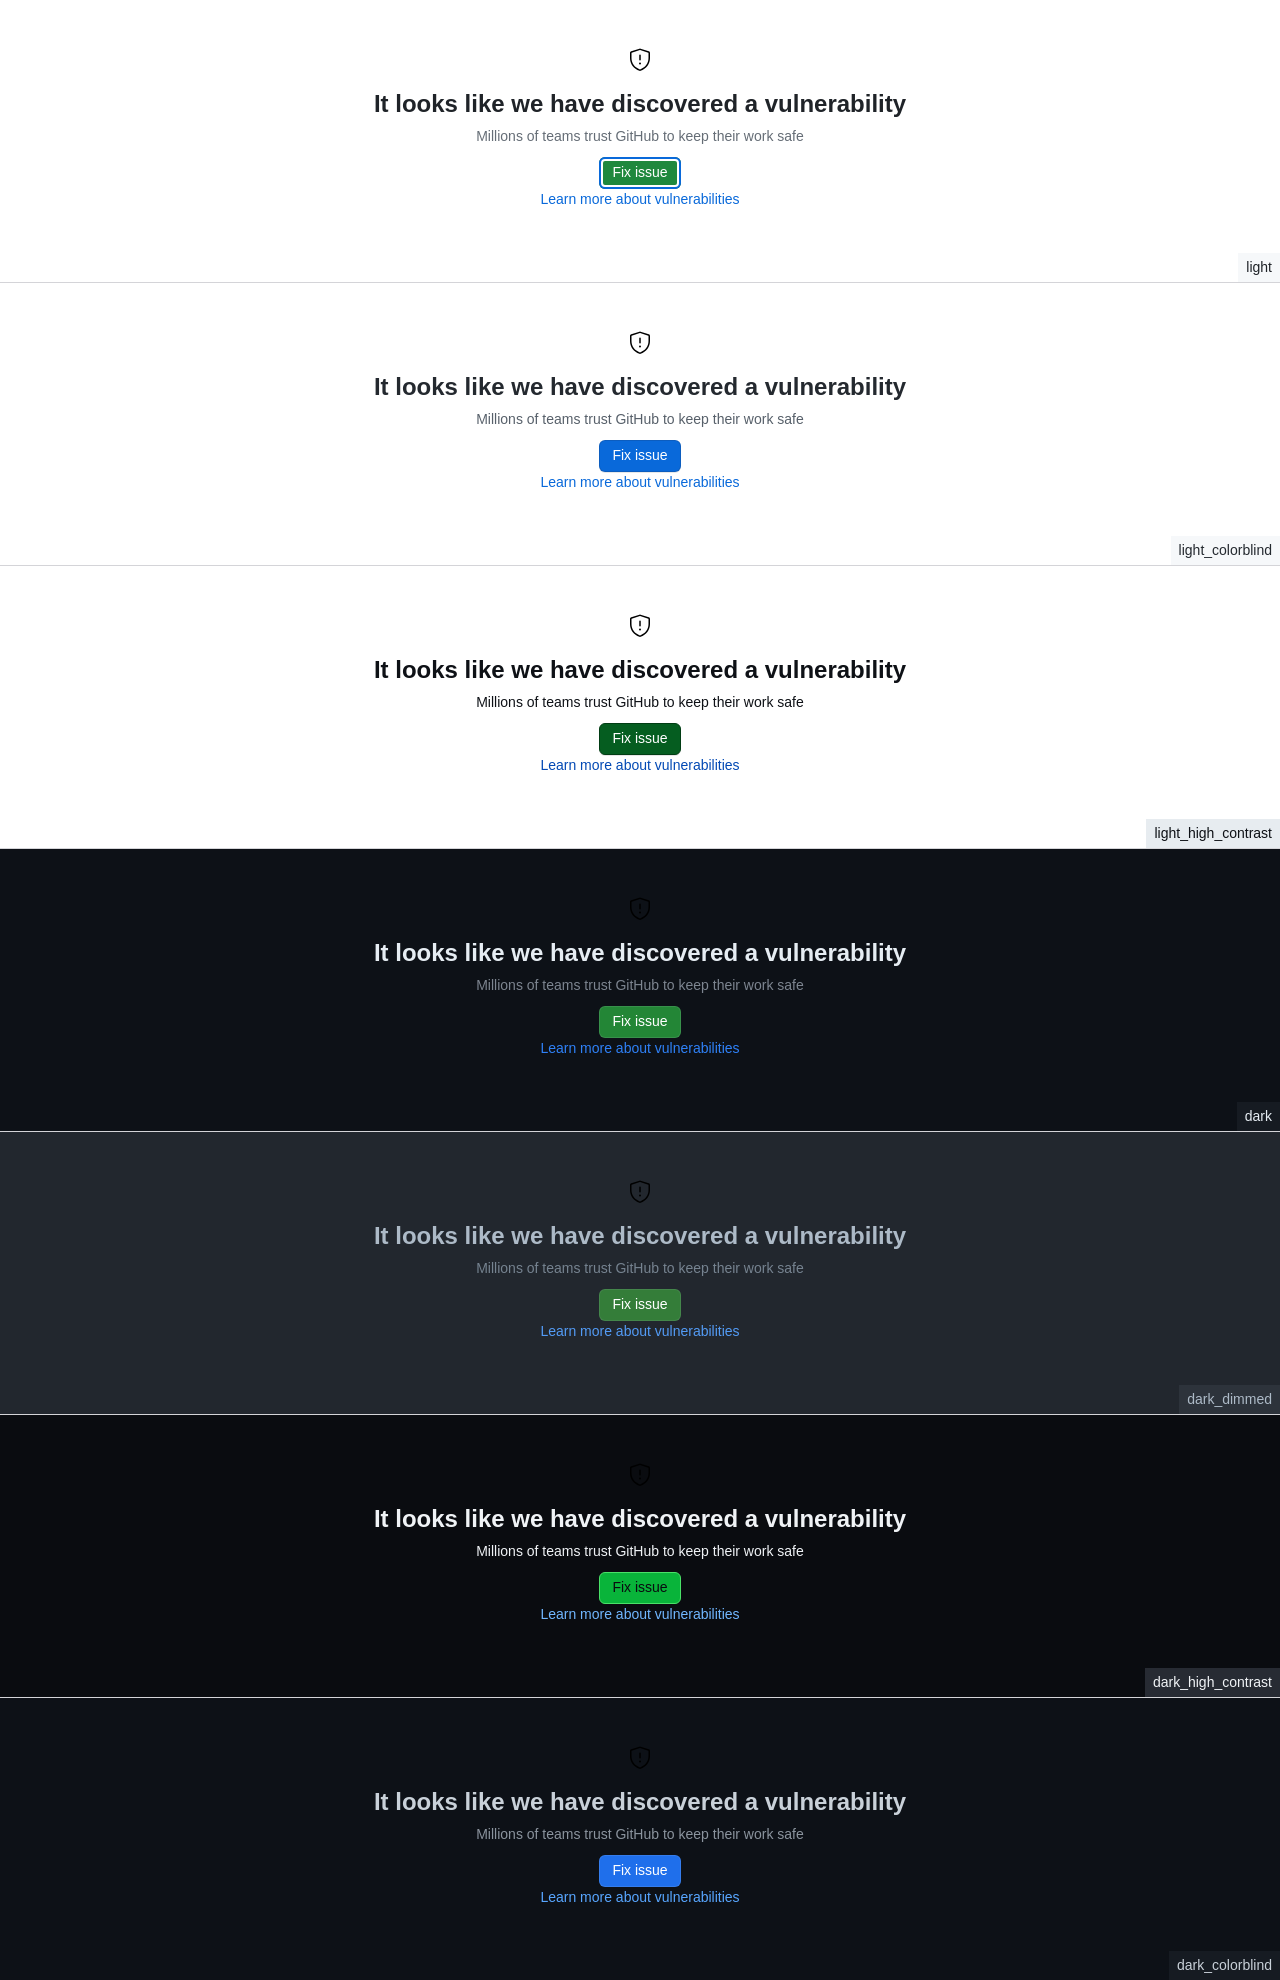 It looks like we have discovered a vulnerability
Millions of teams trust GitHub to keep their work safe
Fix issue
Learn more about vulnerabilities
light
It looks like we have discovered a vulnerability
Millions of teams trust GitHub to keep their work safe
Fix issue
Learn more about vulnerabilities
light_colorblind
It looks like we have discovered a vulnerability
Millions of teams trust GitHub to keep their work safe
Fix issue
Learn more about vulnerabilities
light_high_contrast
It looks like we have discovered a vulnerability
Millions of teams trust GitHub to keep their work safe
Fix issue
Learn more about vulnerabilities
dark
It looks like we have discovered a vulnerability
Millions of teams trust GitHub to keep their work safe
Fix issue
Learn more about vulnerabilities
dark_dimmed
It looks like we have discovered a vulnerability
Millions of teams trust GitHub to keep their work safe
Fix issue
Learn more about vulnerabilities
dark_high_contrast
It looks like we have discovered a vulnerability
Millions of teams trust GitHub to keep their work safe
Fix issue
Learn more about vulnerabilities
dark_colorblind